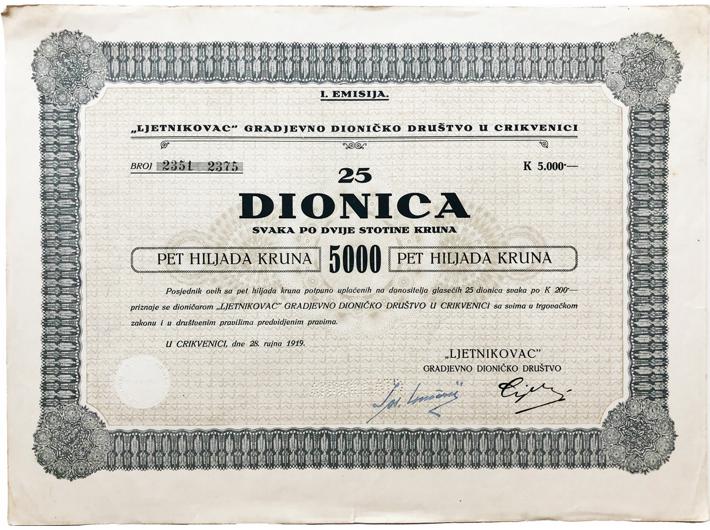 I. EMISIJA.
„LJETNIKOVAC" GRADJEVNO DIONIČKO DRUŠTVO U CRIKVENICI
BROJ 2351 2375 K 5.000·—
25
DIONICA
SVAKA PO DVIJE STOTINE KRUNA
PET HILJADA KRUNA 5000 PET HILJADA KRUNA
Posjednik ovih sa pet hiljada kruna potpuno uplaćenih na danositelja glasećih 25 dionica svaka po K 200·—
priznaje se dioničarom „LJETNIKOVAC" GRADJEVNO DIONIČKO DRUŠTVO U CRIKVENICI sa svima u trgovačkom
zakonu i u društvenim pravilima predvidjenim pravima.
U CRIKVENICI, dne 28. rujna 1919.
„LJETNIKOVAC"
GRADJEVNO DIONIČKO DRUŠTVO